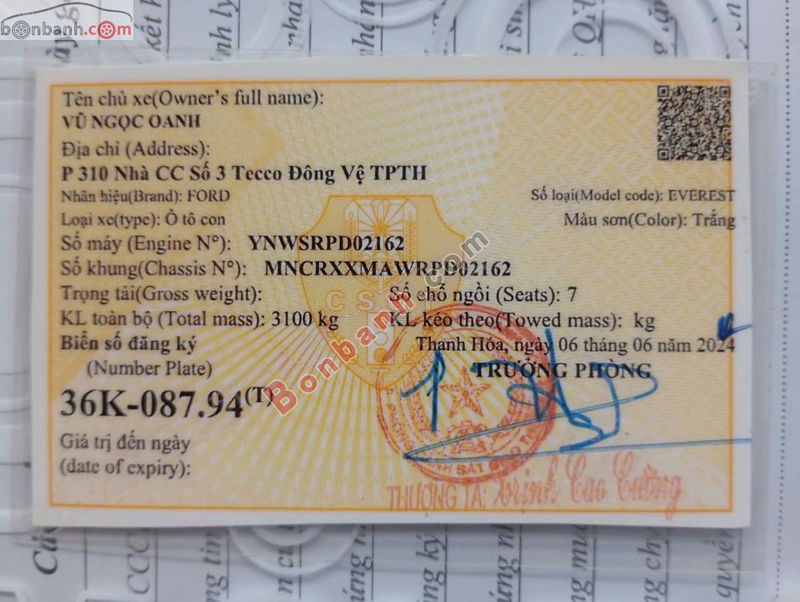 bonbanh.com
Tên chủ xe(Owner's full name):
VŨ NGỌC OANH
Địa chỉ (Address):
P 310 Nhà CC Số 3 Tecco Đông Vệ TPTH
Nhãn hiệu(Brand): FORD
Số loại(Model code): EVEREST
Loại xe(type): Ô tô con
Màu sơn(Color): Trắng
Số máy (Engine N°): YNWSRPD02162
Số khung(Chassis N°): MNCRXXMAWRPD02162
Trọng tải(Gross weight):
Số chỗ ngồi (Seats): 7
KL toàn bộ (Total mass): 3100 kg
KL kéo theo(Towed mass): kg
Biển số đăng ký
Thanh Hóa, ngày 06 tháng 06 năm 2024
(Number Plate)
TRƯỞNG PHÒNG
36K-087.94(T)
Giá trị đến ngày
(date of expiry):
THƯỢNG TÁ: Trịnh Cao Cường
Bonbanh.com